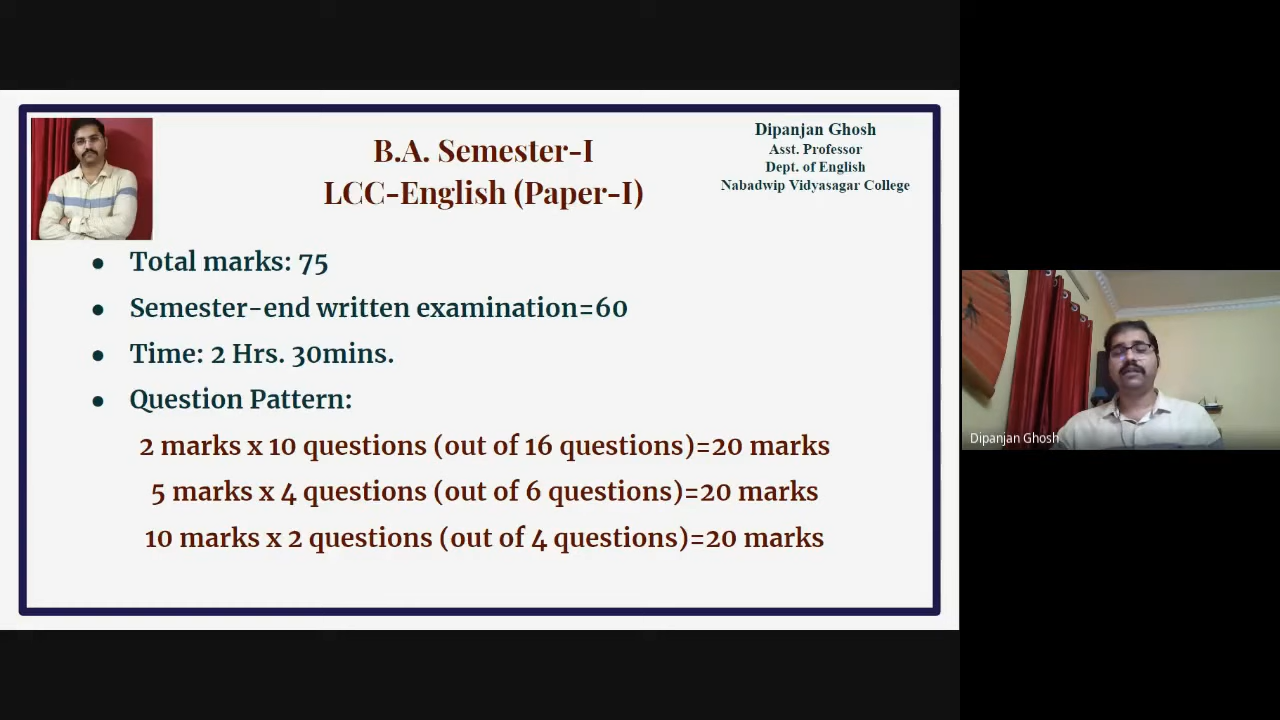 B.A. Semester-I
LCC-English (Paper-I)
Dipanjan Ghosh
Asst. Professor
Dept. of English
Nabadwip Vidyasagar College
● Total marks: 75
● Semester-end written examination=60
● Time: 2 Hrs. 30mins.
● Question Pattern:
2 marks x 10 questions (out of 16 questions)=20 marks
5 marks x 4 questions (out of 6 questions)=20 marks
10 marks x 2 questions (out of 4 questions)=20 marks
Dipanjan Ghosh